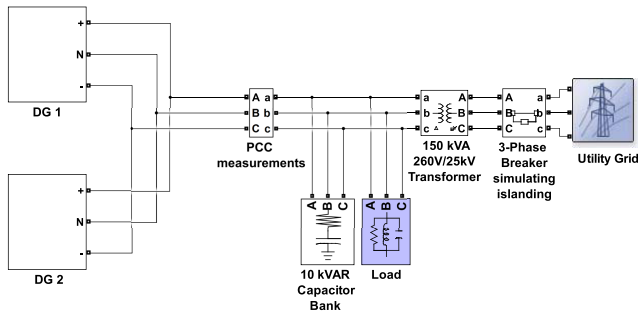 +
N
-
DG 1
+
N
-
DG 2
A a
B b
C c
PCC
measurements
A B C
10 kVAR
Capacitor
Bank
A B C
Load
a A
b B
c C
150 kVA
260V/25kV
Transformer
A a
B b
C c
3-Phase
Breaker
simulating
islanding
Utility Grid